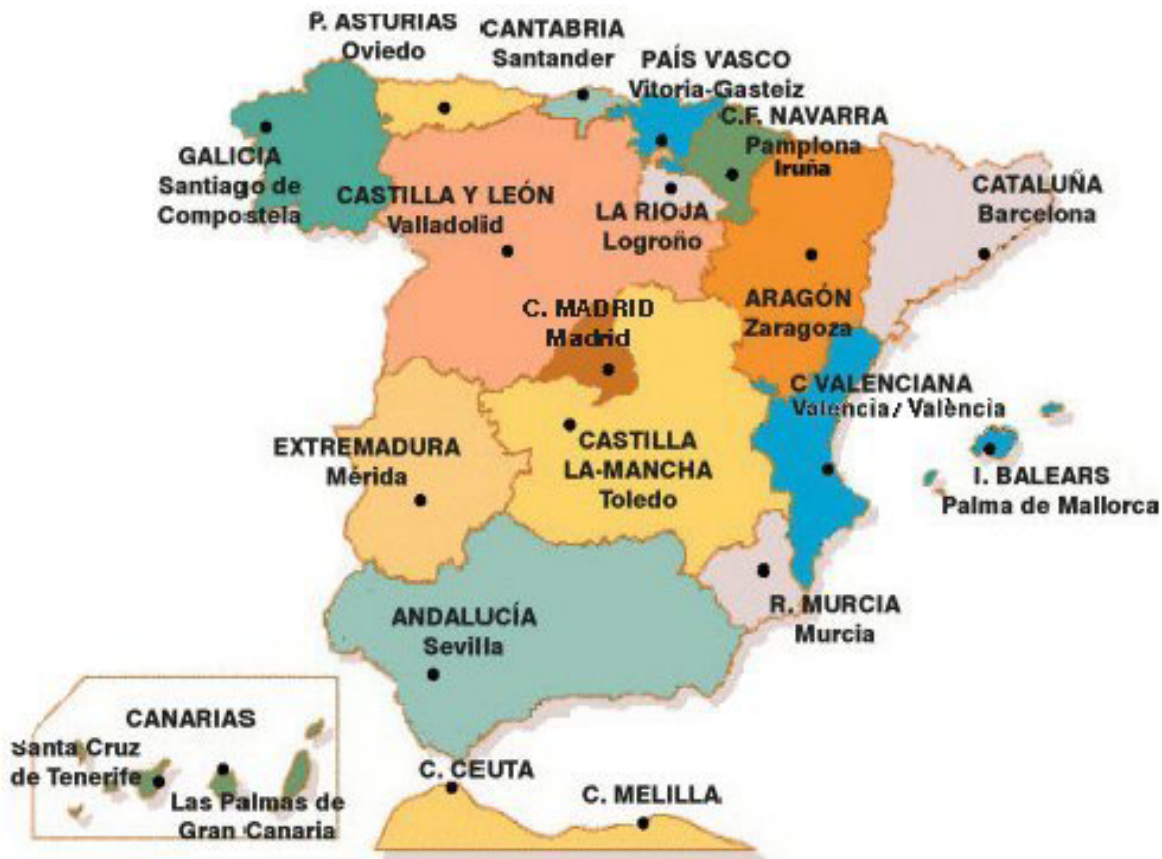 P. ASTURIAS
Oviedo
CANTABRIA
Santander
PAÍS VASCO
Vitoria-Gasteiz
C.F. NAVARRA
Pamplona
Iruña
GALICIA
Santiago de
Compostela
CASTILLA Y LEÓN
Valladolid
LA RIOJA
Logroño
CATALUÑA
Barcelona
ARAGÓN
Zaragoza
C. MADRID
Madrid
C VALENCIANA
Valencia/València
EXTREMADURA
Mérida
CASTILLA
LA-MANCHA
Toledo
I. BALEARS
Palma de Mallorca
R. MURCIA
Murcia
ANDALUCÍA
Sevilla
CANARIAS
Santa Cruz
de Tenerife
Las Palmas de
Gran Canaria
C. CEUTA
C. MELILLA